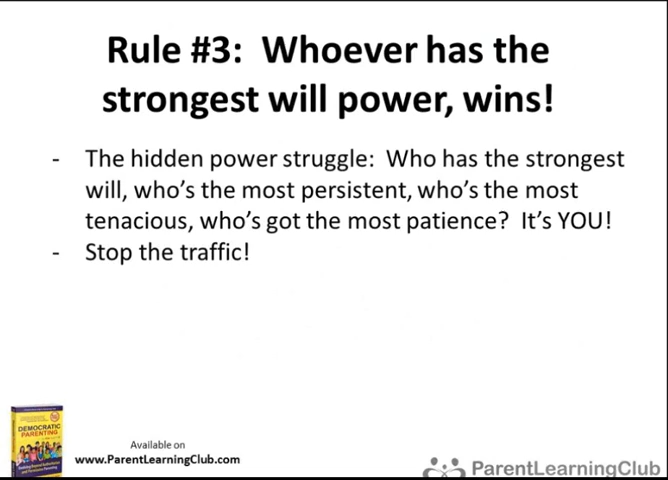 Rule #3:  Whoever has the
strongest will power, wins!
- The hidden power struggle:  Who has the strongest
will, who's the most persistent, who's the most
tenacious, who's got the most patience?  It's YOU!
- Stop the traffic!
DEMOCRATIC
PARENTING
Available on
www.ParentLearningClub.com
ParentLearningClub